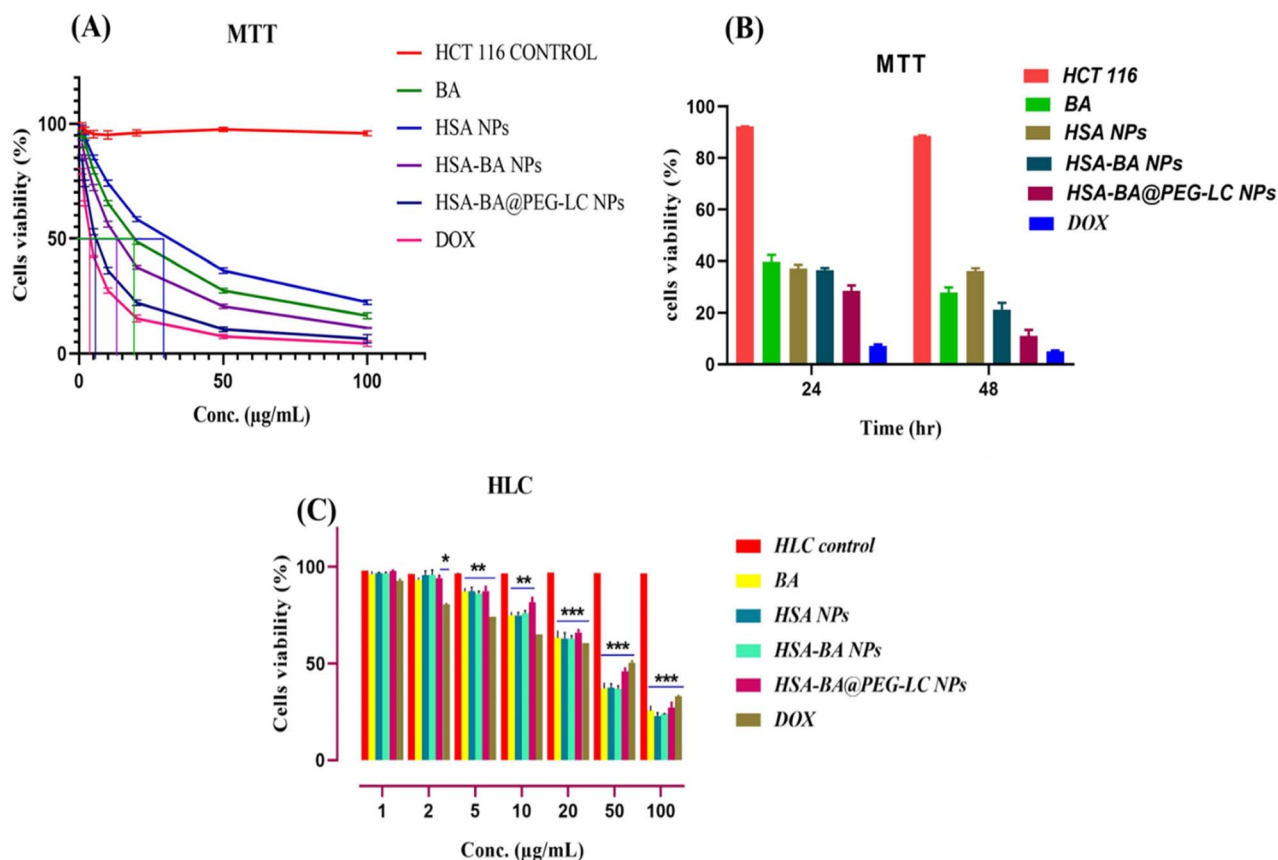 (A)
MTT
HCT 116 CONTROL
BA
HSA NPs
HSA-BA NPs
HSA-BA@PEG-LC NPs
DOX
Cells viability (%)
100
50
0
0 50 100
Conc. (µg/mL)
(B)
MTT
HCT 116
BA
HSA NPs
HSA-BA NPs
HSA-BA@PEG-LC NPs
DOX
cells viability (%)
100
80
60
40
20
0
24 48
Time (hr)
HLC
(C)
HLC control
BA
HSA NPs
HSA-BA NPs
HSA-BA@PEG-LC NPs
DOX
Cells viability (%)
100
50
0
* ** ** *** *** ***
1 2 5 10 20 50 100
Conc. (µg/mL)